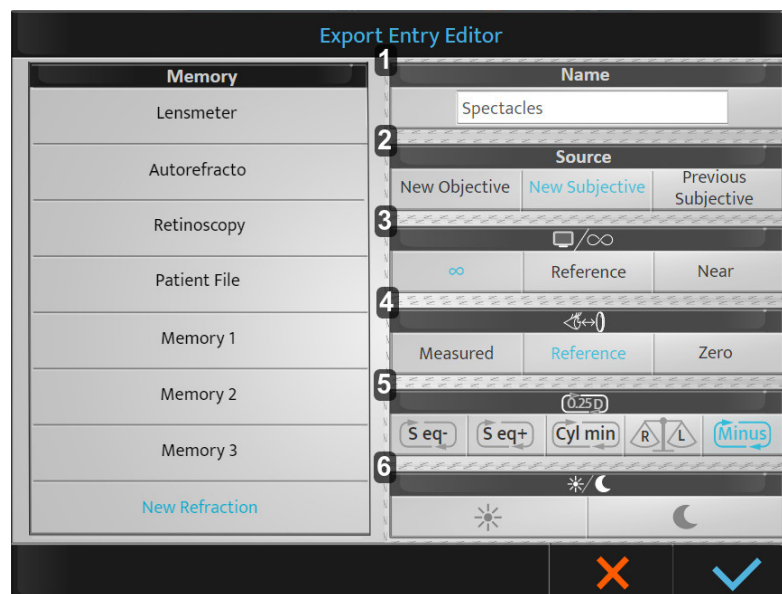 Export Entry Editor
Memory
Lensmeter
Autorefracto
Retinoscopy
Patient File
Memory 1
Memory 2
Memory 3
New Refraction
1
Name
Spectacles
2
Source
New Objective
New Subjective
Previous
Subjective
3
/∞
∞
Reference
Near
4
Measured
Reference
Zero
5
0.25 D
S eq-
S eq+
Cyl min
R L
Minus
6